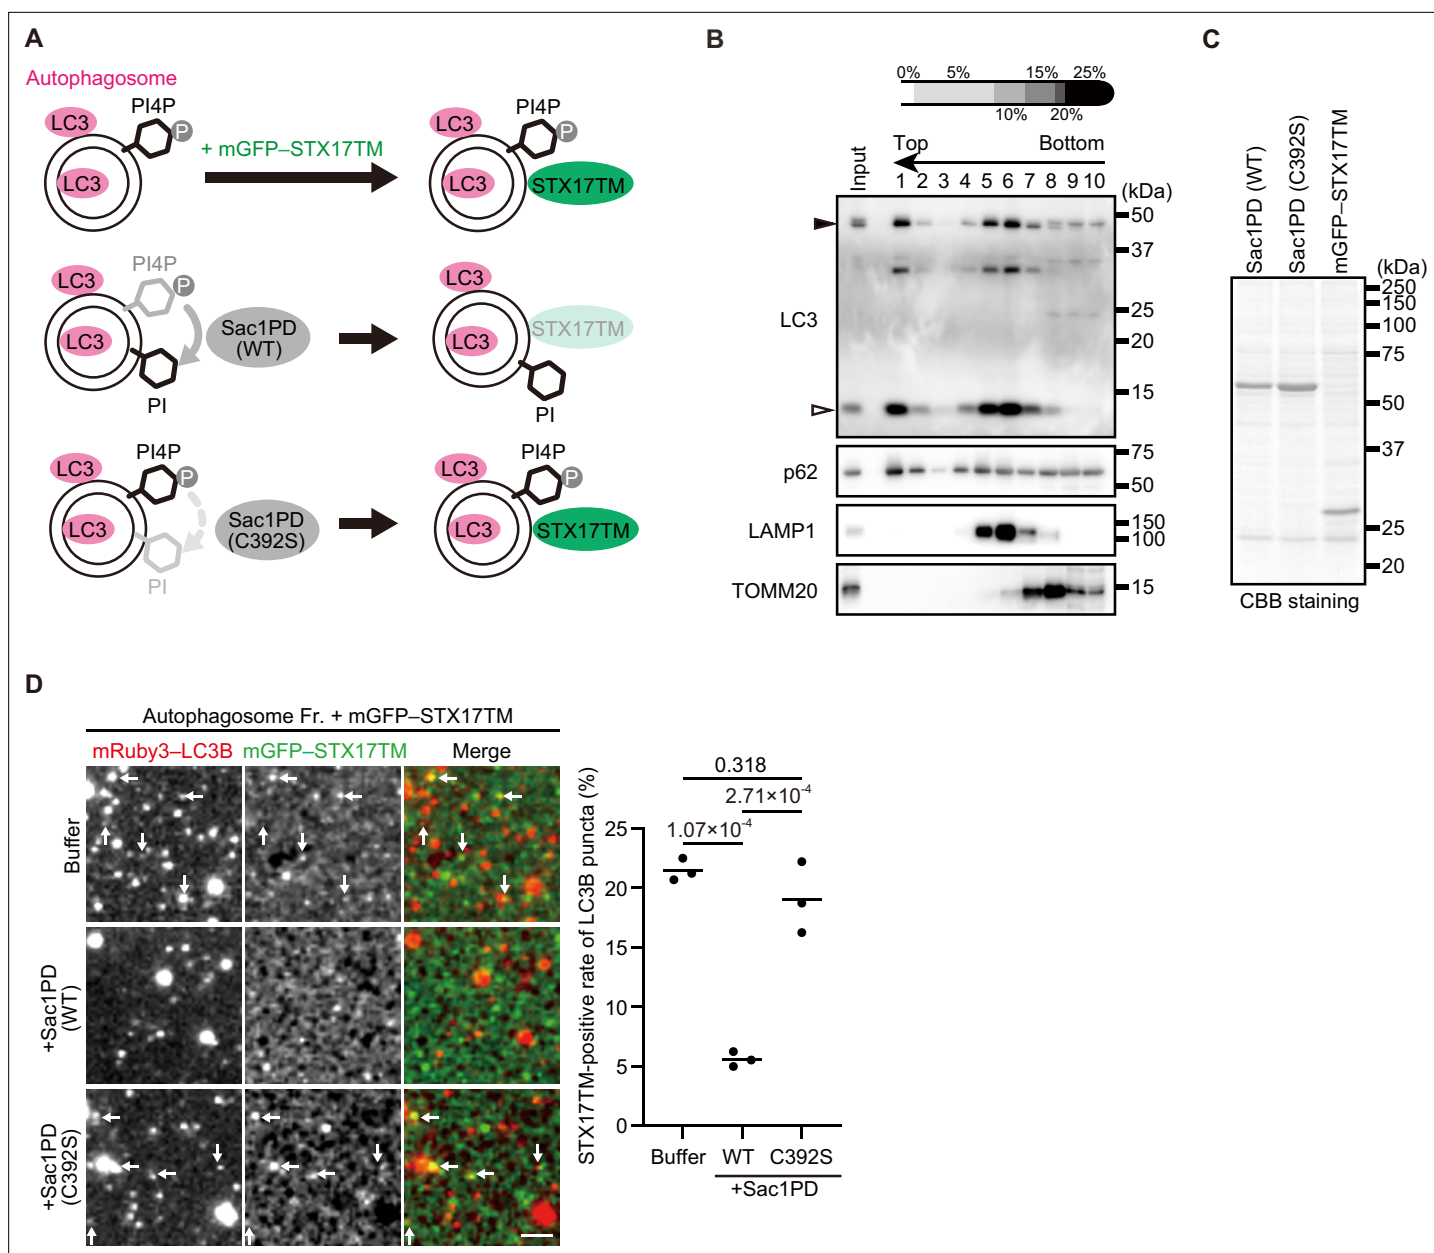 A
Autophagosome
LC3
PI4P
P
LC3
+ mGFP–STX17TM
LC3
PI4P
P
LC3
STX17TM
LC3
PI4P
P
LC3
Sac1PD
(WT)
PI
LC3
LC3
STX17TM
PI
LC3
PI4P
P
LC3
Sac1PD
(C392S)
PI
LC3
PI4P
P
LC3
STX17TM
B
0% 5% 15% 25%
10% 20%
Top Bottom
Input 1 2 3 4 5 6 7 8 9 10 (kDa)
LC3
50
37
25
20
15
p62
75
50
LAMP1
150
100
TOMM20
15
C
Sac1PD (WT)
Sac1PD (C392S)
mGFP–STX17TM
(kDa)
250
150
100
75
50
37
25
20
CBB staining
D
Autophagosome Fr. + mGFP–STX17TM
mRuby3–LC3B mGFP–STX17TM Merge
Buffer
+Sac1PD
(WT)
+Sac1PD
(C392S)
STX17TM-positive rate of LC3B puncta (%)
0.318
2.71×10-4
1.07×10-4
25
20
15
10
5
0
Buffer WT C392S
+Sac1PD